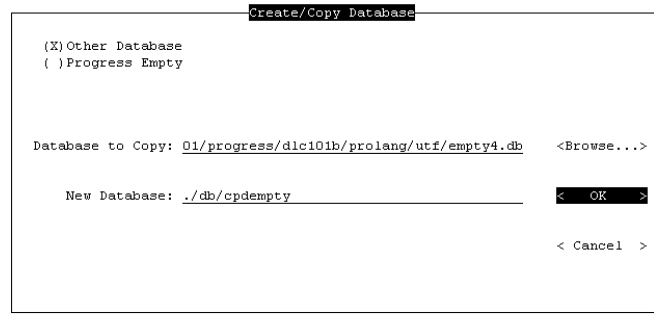 Create/Copy Database
(X)Other Database
( )Progress Empty
Database to Copy: 01/progress/dlc101b/prolang/utf/empty4.db <Browse...>
New Database: ./db/cpdempty < OK >
< Cancel >